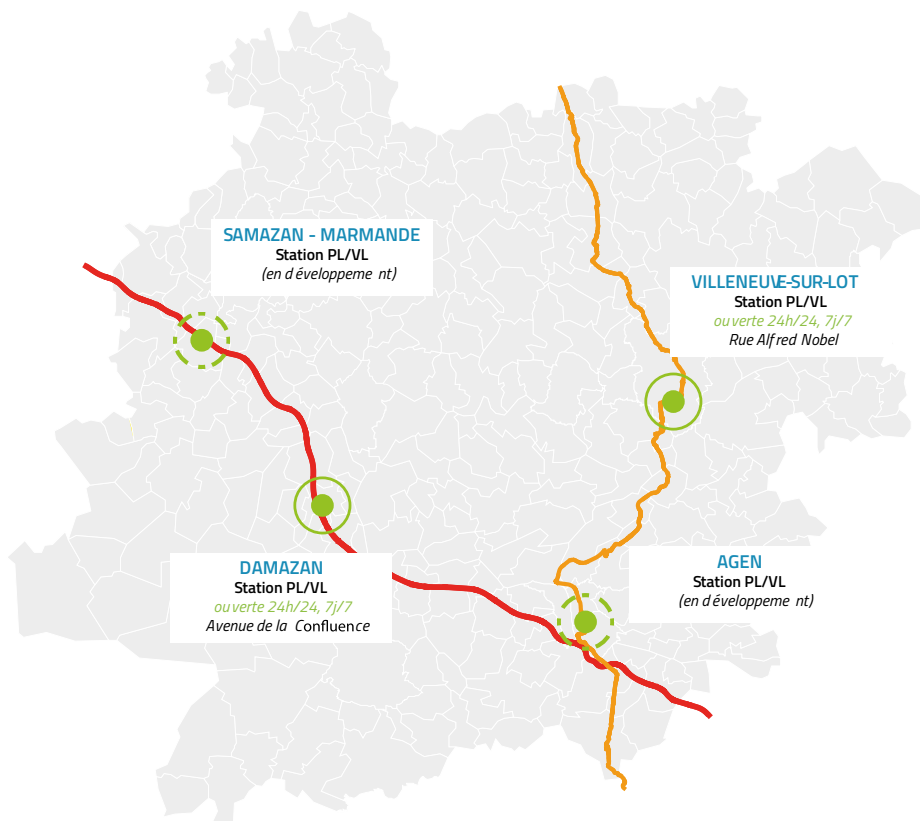 SAMAZAN - MARMANDE
Station PL/VL
(en développement)
VILLENEUVE-SUR-LOT
Station PL/VL
ouverte 24h/24, 7j/7
Rue Alfred Nobel
DAMAZAN
Station PL/VL
ouverte 24h/24, 7j/7
Avenue de la Confluence
AGEN
Station PL/VL
(en développement)